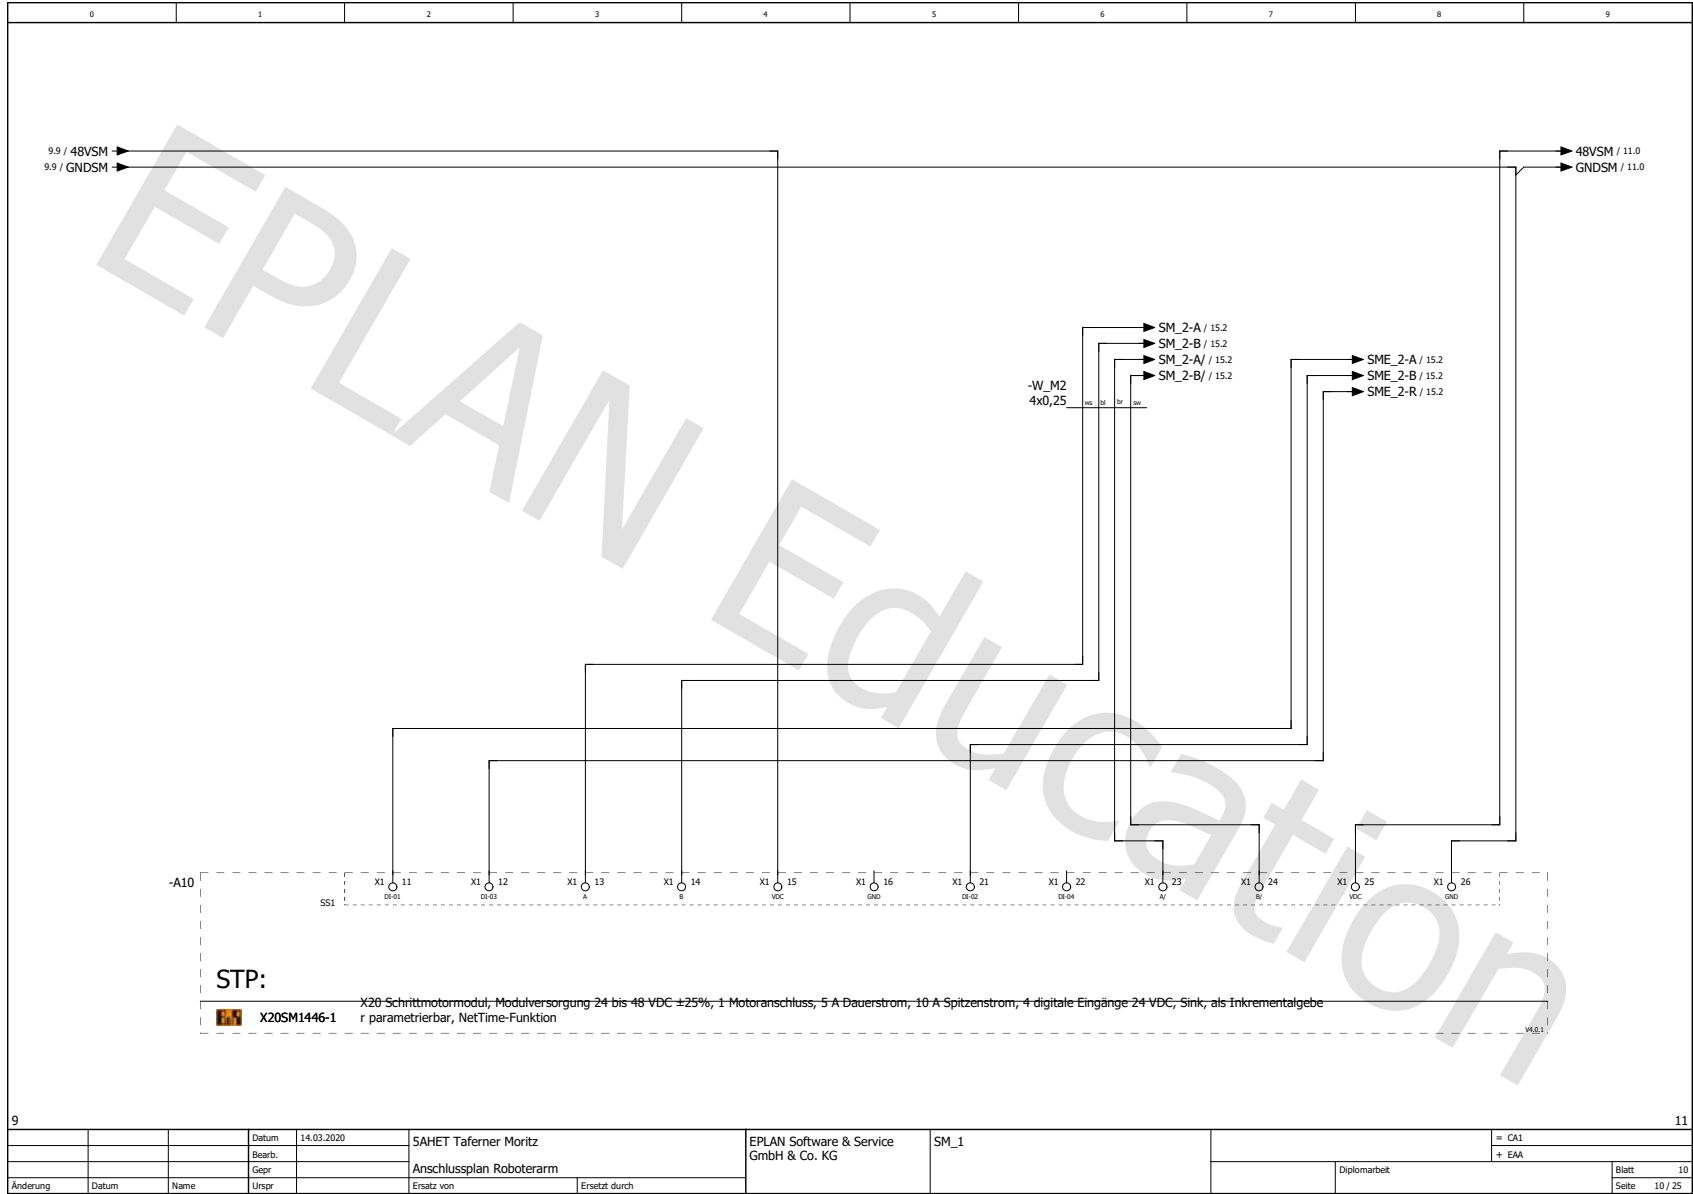 0 1 2 3 4 5 6 7 8 9
EPLAN Education
9.9 / 48VSM
48VSM / 11.0
9.9 / GNDSM
GNDSM / 11.0
SM_2-A / 15.2
SM_2-B / 15.2
SM_2-A/ / 15.2
SM_2-B/ / 15.2
SME_2-A / 15.2
SME_2-B / 15.2
SME_2-R / 15.2
-W_M2
4x0,25
ws bl br sw
-A10
SS1
X1 11 X1 12 X1 13 X1 14 X1 15 X1 16 X1 21 X1 22 X1 23 X1 24 X1 25 X1 26
DI-01 DI-03 A B VDC GND DI-02 DI-04 A/ B/ VDC GND
STP:
X20SM1446-1
X20 Schrittmotormodul, Modulversorgung 24 bis 48 VDC ±25%, 1 Motoranschluss, 5 A Dauerstrom, 10 A Spitzenstrom, 4 digitale Eingänge 24 VDC, Sink, als Inkrementalgebe
r parametrierbar, NetTime-Funktion
V4.0.1
9
11
Datum 14.03.2020
Bearb.
Gepr
Änderung Datum Name Urspr
5AHET Taferner Moritz
Anschlussplan Roboterarm
Ersatz von Ersetzt durch
EPLAN Software & Service
GmbH & Co. KG
SM_1
= CA1
+ EAA
Diplomarbeit
Blatt 10
Seite 10 / 25